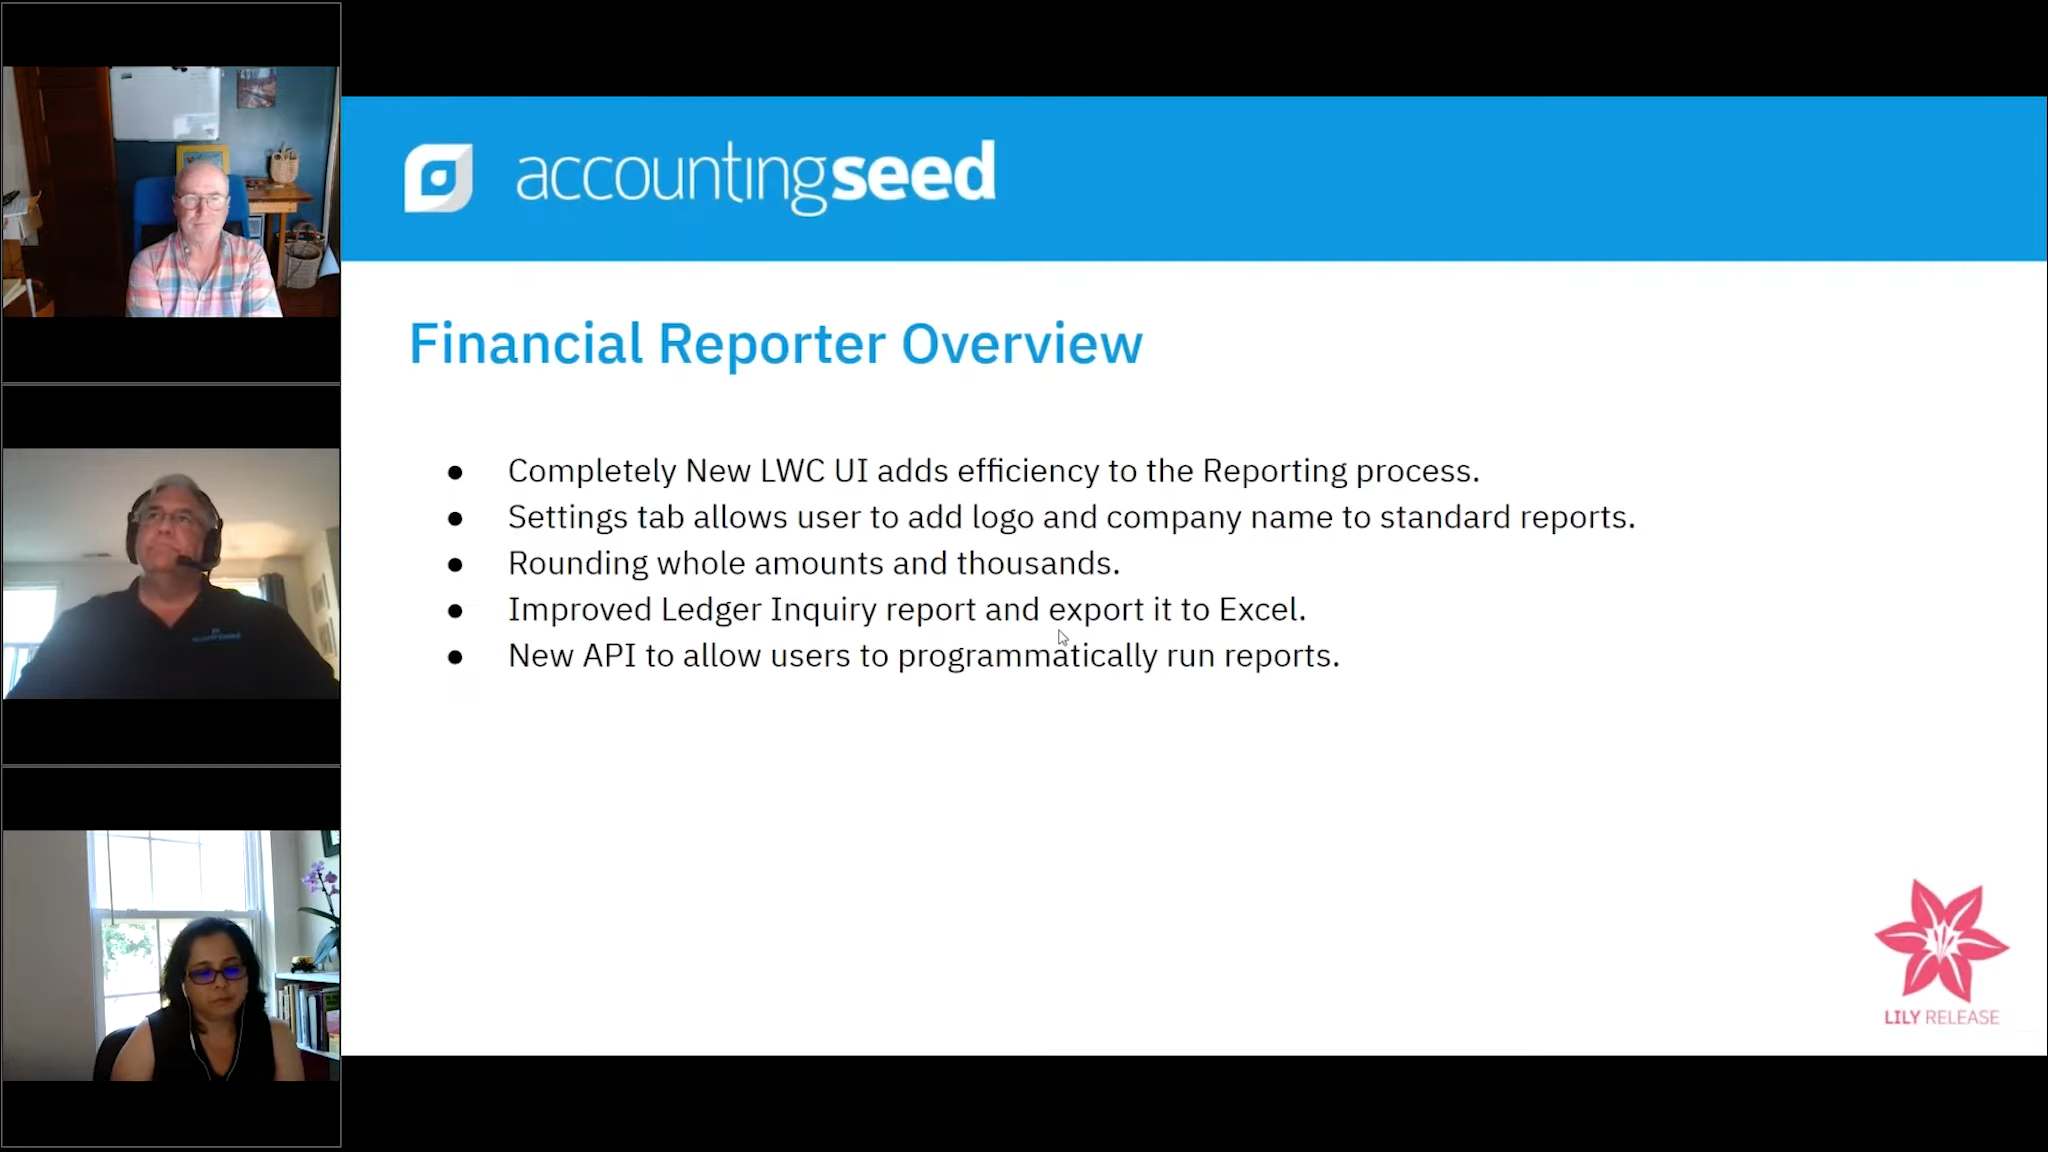 accountingseed
Financial Reporter Overview
● Completely New LWC UI adds efficiency to the Reporting process.
● Settings tab allows user to add logo and company name to standard reports.
● Rounding whole amounts and thousands.
● Improved Ledger Inquiry report and export it to Excel.
● New API to allow users to programmatically run reports.
LILY RELEASE